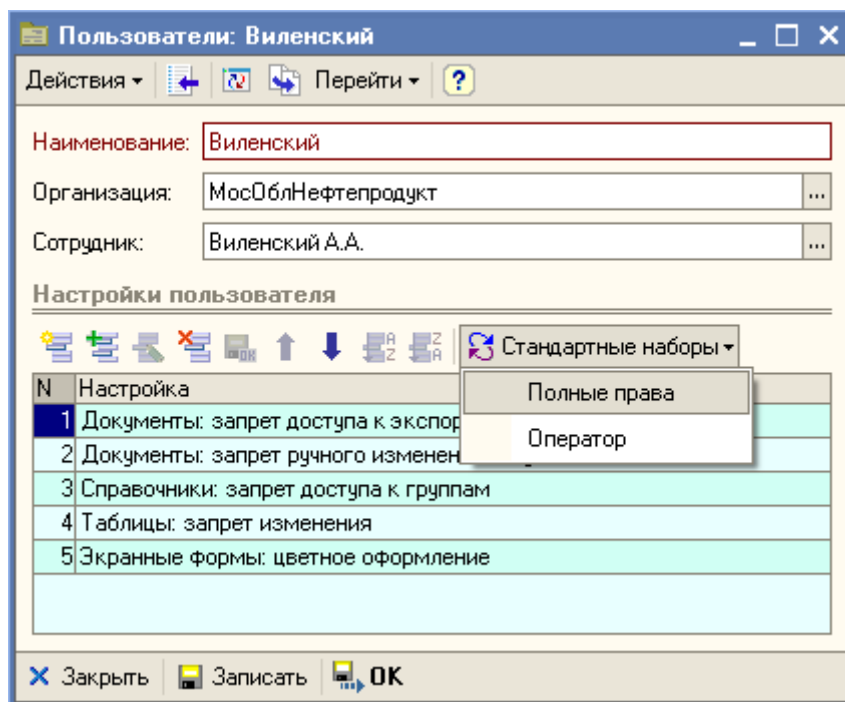 Пользователи: Виленский
Действия Перейти ?
Наименование: Виленский
Организация: МосОблНефтепродукт ...
Сотрудник: Виленский А.А. ...
Настройки пользователя
Стандартные наборы
N Настройка
Полные права
Оператор
1 Документы: запрет доступа к экспор
2 Документы: запрет ручного изменен
3 Справочники: запрет доступа к группам
4 Таблицы: запрет изменения
5 Экранные формы: цветное оформление
Закрыть Записать OK